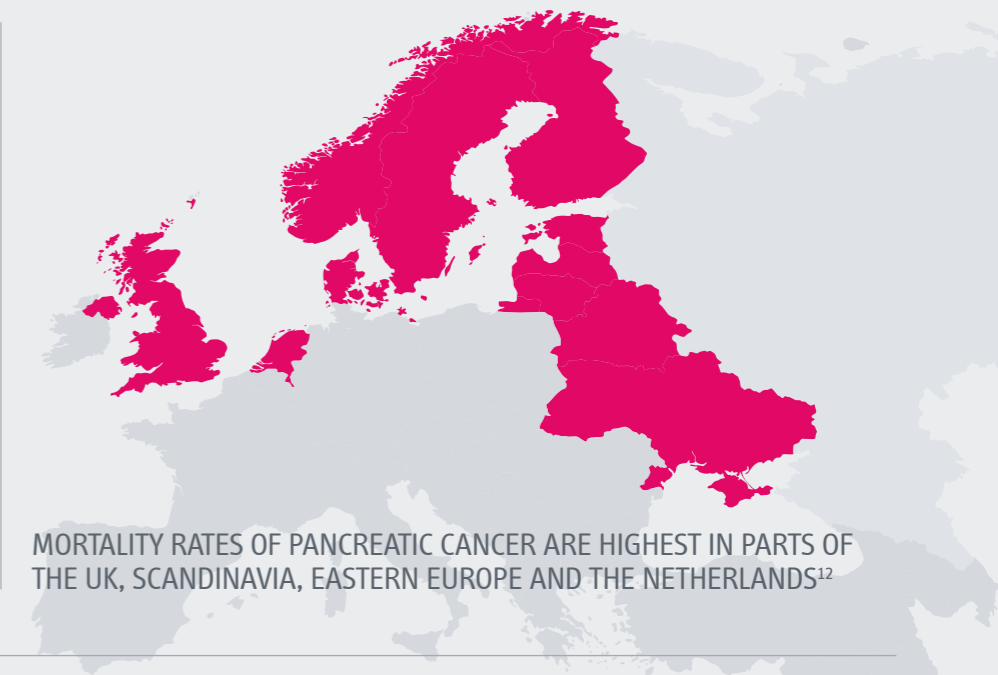 MORTALITY RATES OF PANCREATIC CANCER ARE HIGHEST IN PARTS OF
THE UK, SCANDINAVIA, EASTERN EUROPE AND THE NETHERLANDS¹²